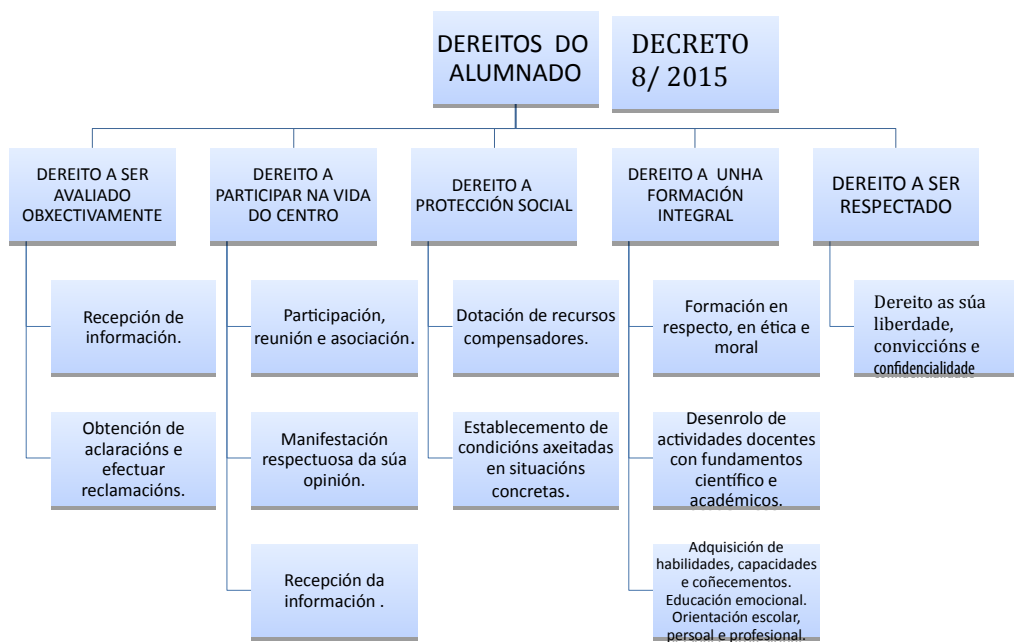 DEREITOS DO
ALUMNADO
DECRETO
8/ 2015
DEREITO A SER
AVALIADO
OBXECTIVAMENTE
DEREITO A
PARTICIPAR NA VIDA
DO CENTRO
DEREITO A
PROTECCIÓN SOCIAL
DEREITO A UNHA
FORMACIÓN
INTEGRAL
DEREITO A SER
RESPECTADO
Recepción de
información.
Obtención de
aclaracións e
efectuar
reclamacións.
Participación,
reunión e asociación.
Manifestación
respectuosa da súa
opinión.
Recepción da
información .
Dotación de recursos
compensadores.
Establecemento de
condicións axeitadas
en situacións
concretas.
Formación en
respecto, en ética e
moral
Desenrolo de
actividades docentes
con fundamentos
científico e
académicos.
Adquisición de
habilidades, capacidades
e coñecementos.
Educación emocional.
Orientación escolar,
persoal e profesional.
Dereito as súa
liberdade,
conviccións e
confidencialidade